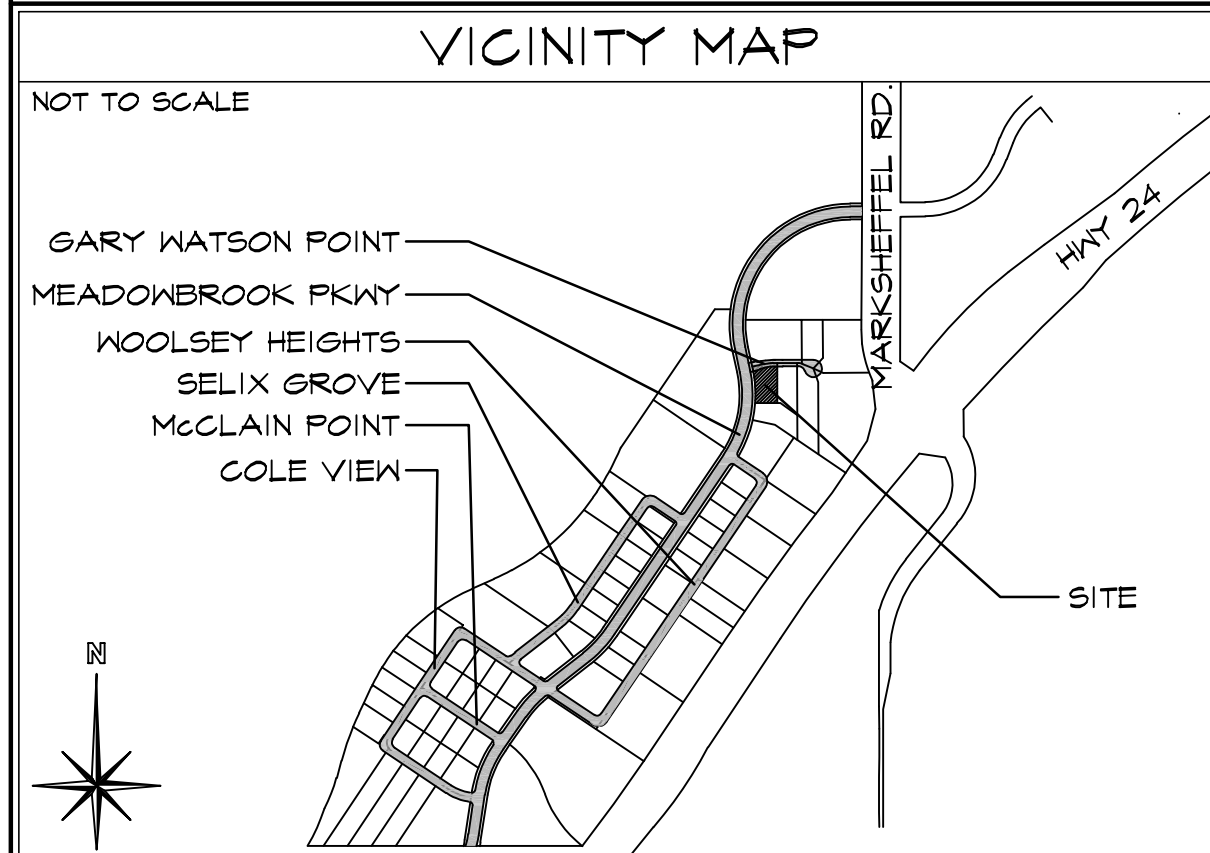 VICINITY MAP
NOT TO SCALE
MARKSHEFFEL RD.
HWY 24
GARY WATSON POINT
MEADOWBROOK PKWY
WOOLSEY HEIGHTS
SELIX GROVE
McCLAIN POINT
COLE VIEW
SITE
N